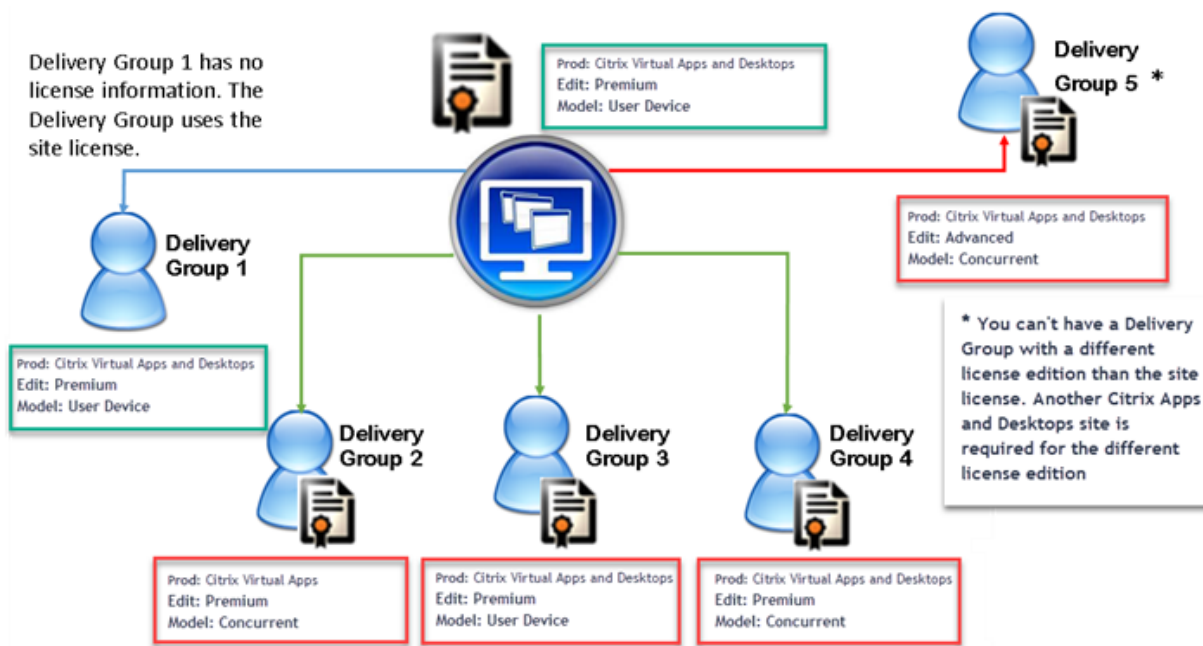 Delivery Group 1 has no
license information. The
Delivery Group uses the
site license.
Prod: Citrix Virtual Apps and Desktops
Edit: Premium
Model: User Device
Delivery
Group 5 *
Prod: Citrix Virtual Apps and Desktops
Edit: Advanced
Model: Concurrent
* You can't have a Delivery
Group with a different
license edition than the site
license. Another Citrix Apps
and Desktops site is
required for the different
license edition
Delivery
Group 1
Prod: Citrix Virtual Apps and Desktops
Edit: Premium
Model: User Device
Delivery
Group 2
Prod: Citrix Virtual Apps
Edit: Premium
Model: Concurrent
Delivery
Group 3
Prod: Citrix Virtual Apps and Desktops
Edit: Premium
Model: User Device
Delivery
Group 4
Prod: Citrix Virtual Apps and Desktops
Edit: Premium
Model: Concurrent